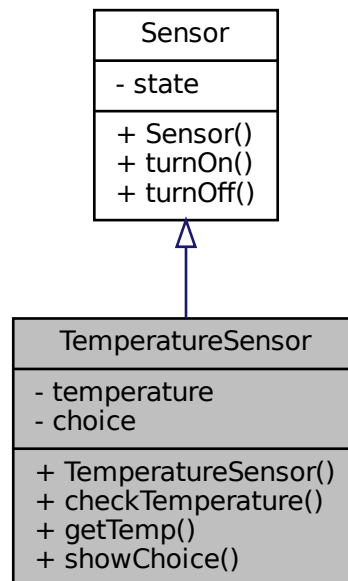 Sensor
- state
+ Sensor()
+ turnOn()
+ turnOff()
TemperatureSensor
- temperature
- choice
+ TemperatureSensor()
+ checkTemperature()
+ getTemp()
+ showChoice()